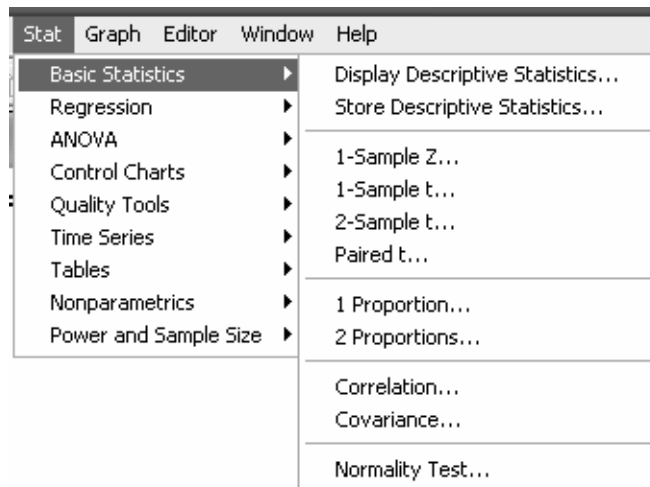 Stat Graph Editor Window Help
Basic Statistics
Regression
ANOVA
Control Charts
Quality Tools
Time Series
Tables
Nonparametrics
Power and Sample Size
Display Descriptive Statistics...
Store Descriptive Statistics...
1-Sample Z...
1-Sample t...
2-Sample t...
Paired t...
1 Proportion...
2 Proportions...
Correlation...
Covariance...
Normality Test...